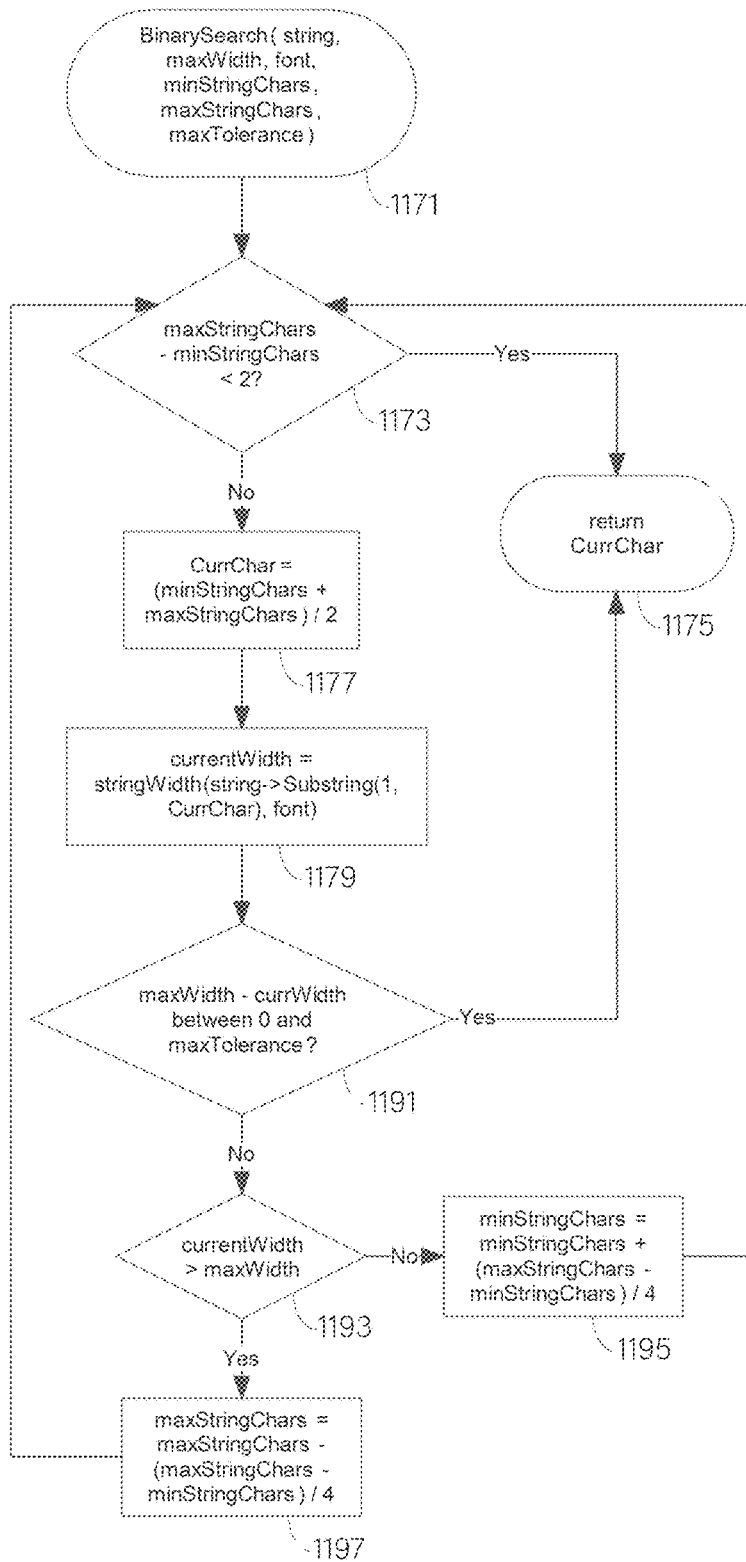 BinarySearch( string,
maxWidth, font,
minStringChars,
maxStringChars,
maxTolerance )
1171
maxStringChars
- minStringChars
< 2?
Yes
1173
No
return
CurrChar
1175
CurrChar =
(minStringChars +
maxStringChars) / 2
1177
currentWidth =
stringWidth(string->Substring(1,
CurrChar), font)
1179
maxWidth - currWidth
between 0 and
maxTolerance?
Yes
1191
No
currentWidth
> maxWidth
No
1193
minStringChars =
minStringChars +
(maxStringChars -
minStringChars) / 4
1195
Yes
maxStringChars =
maxStringChars -
(maxStringChars -
minStringChars) / 4
1197